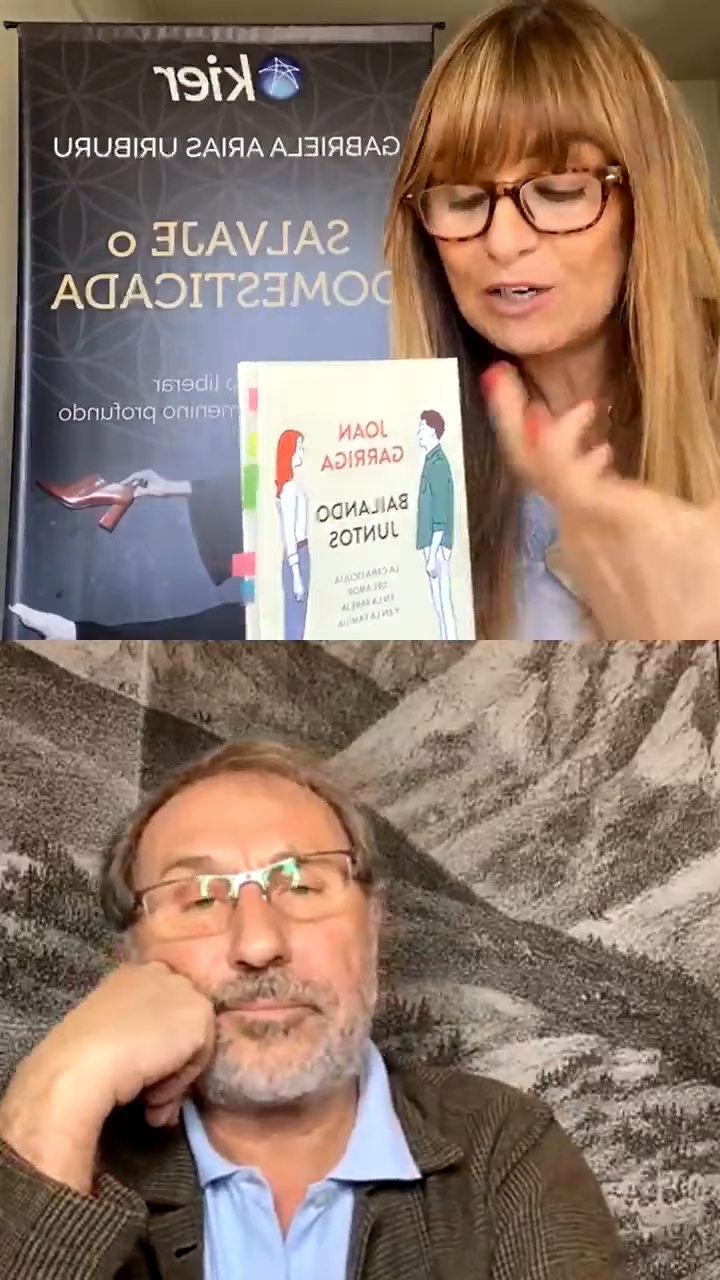 kier
GABRIELA ARIAS URIBURU
SALVAJE o
DOMESTICADA
liberar
menino profundo
JOAN
GARRIGA
BAILANDO
JUNTOS
LA CARA OCULTA
DEL AMOR
EN LA PAREJA
Y EN LA FAMILIA